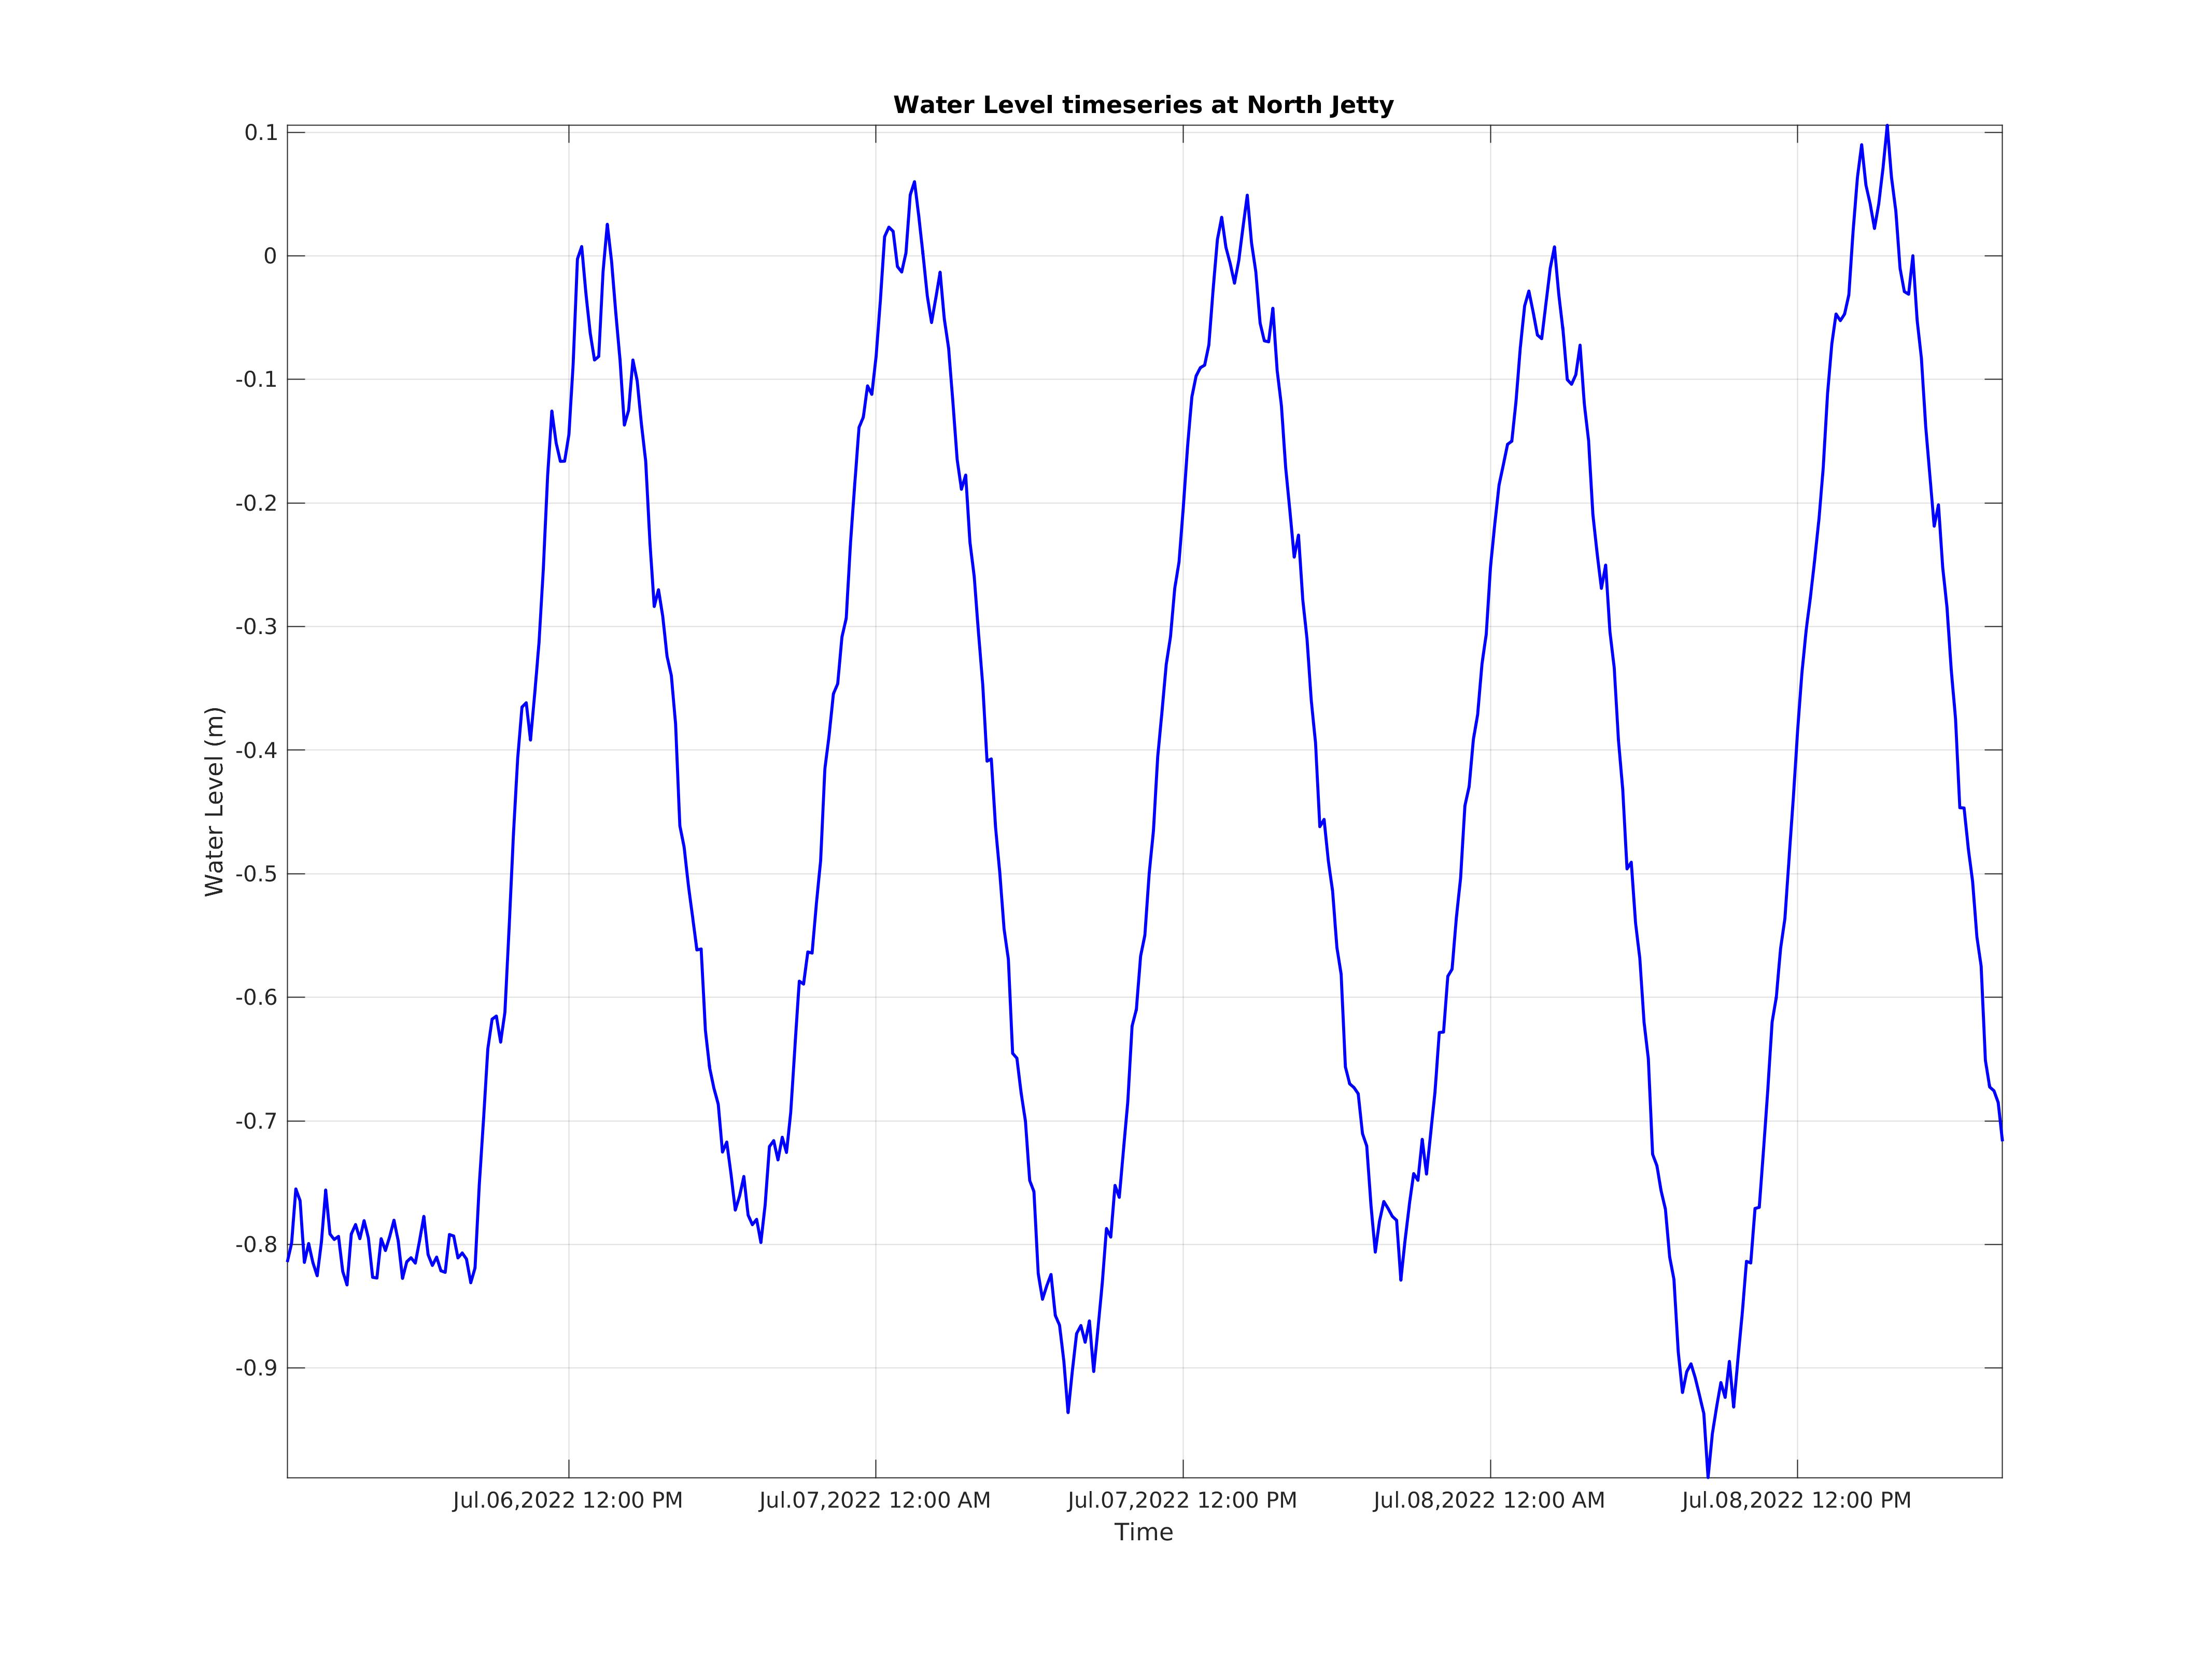 Water Level timeseries at North Jetty
0.1
0
-0.1
-0.2
-0.3
-0.4
-0.5
-0.6
-0.7
-0.8
-0.9
Water Level (m)
Jul.06,2022 12:00 PM
Jul.07,2022 12:00 AM
Jul.07,2022 12:00 PM
Jul.08,2022 12:00 AM
Jul.08,2022 12:00 PM
Time